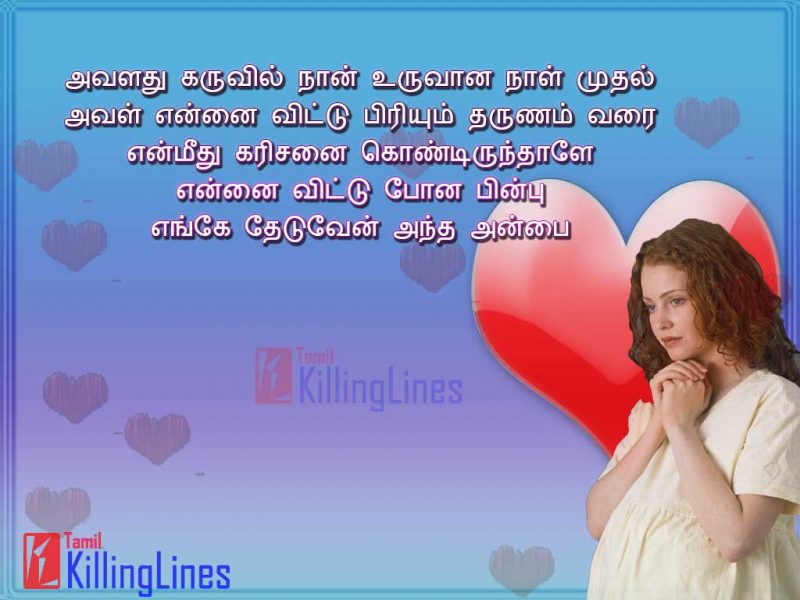 அவளது கருவில் நான் உருவான நாள் முதல்
அவள் என்னை விட்டு பிரியும் தருணம் வரை
என்மீது கரிசனை கொண்டிருந்தாளே
என்னை விட்டு போன பின்பு
எங்கே தேடுவேன் அந்த அன்பை
Tamil
KillingLines
Tamil
KillingLines